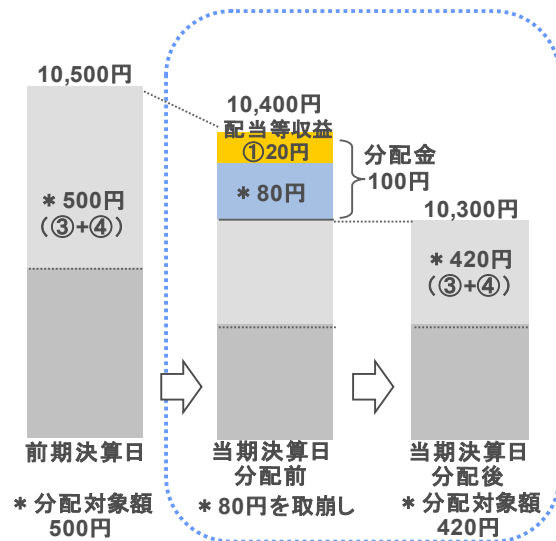 10,500円
＊500円
（③＋④）
前期決算日
＊分配対象額
500円
10,400円
配当等収益
①20円
＊80円
分配金
100円
当期決算日
分配前
＊80円を取崩し
10,300円
＊420円
（③＋④）
当期決算日
分配後
＊分配対象額
420円